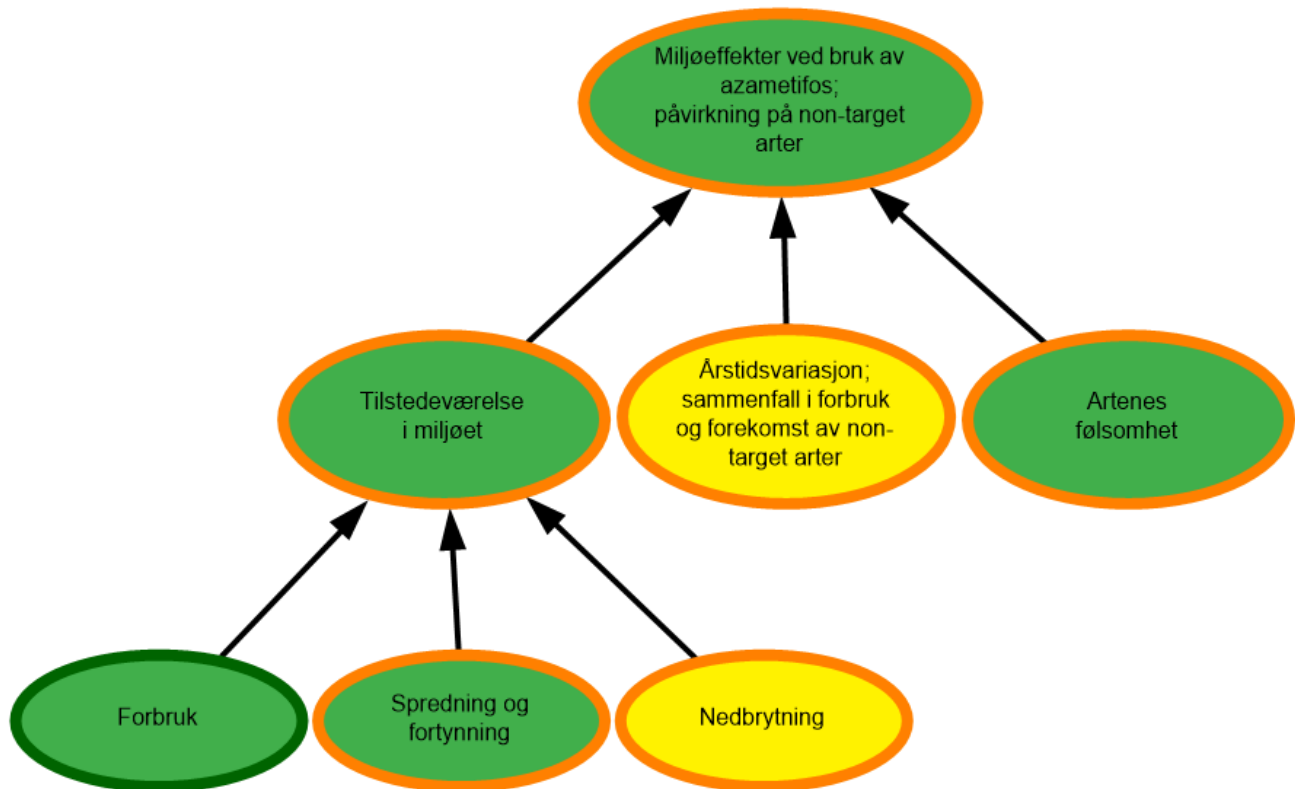 Miljøeffekter ved bruk av
azametifos;
påvirkning på non-target
arter
Tilstedeværelse
i miljøet
Årstidsvariasjon;
sammenfall i forbruk
og forekomst av non-
target arter
Artenes
følsomhet
Forbruk
Spredning og
fortynning
Nedbrytning